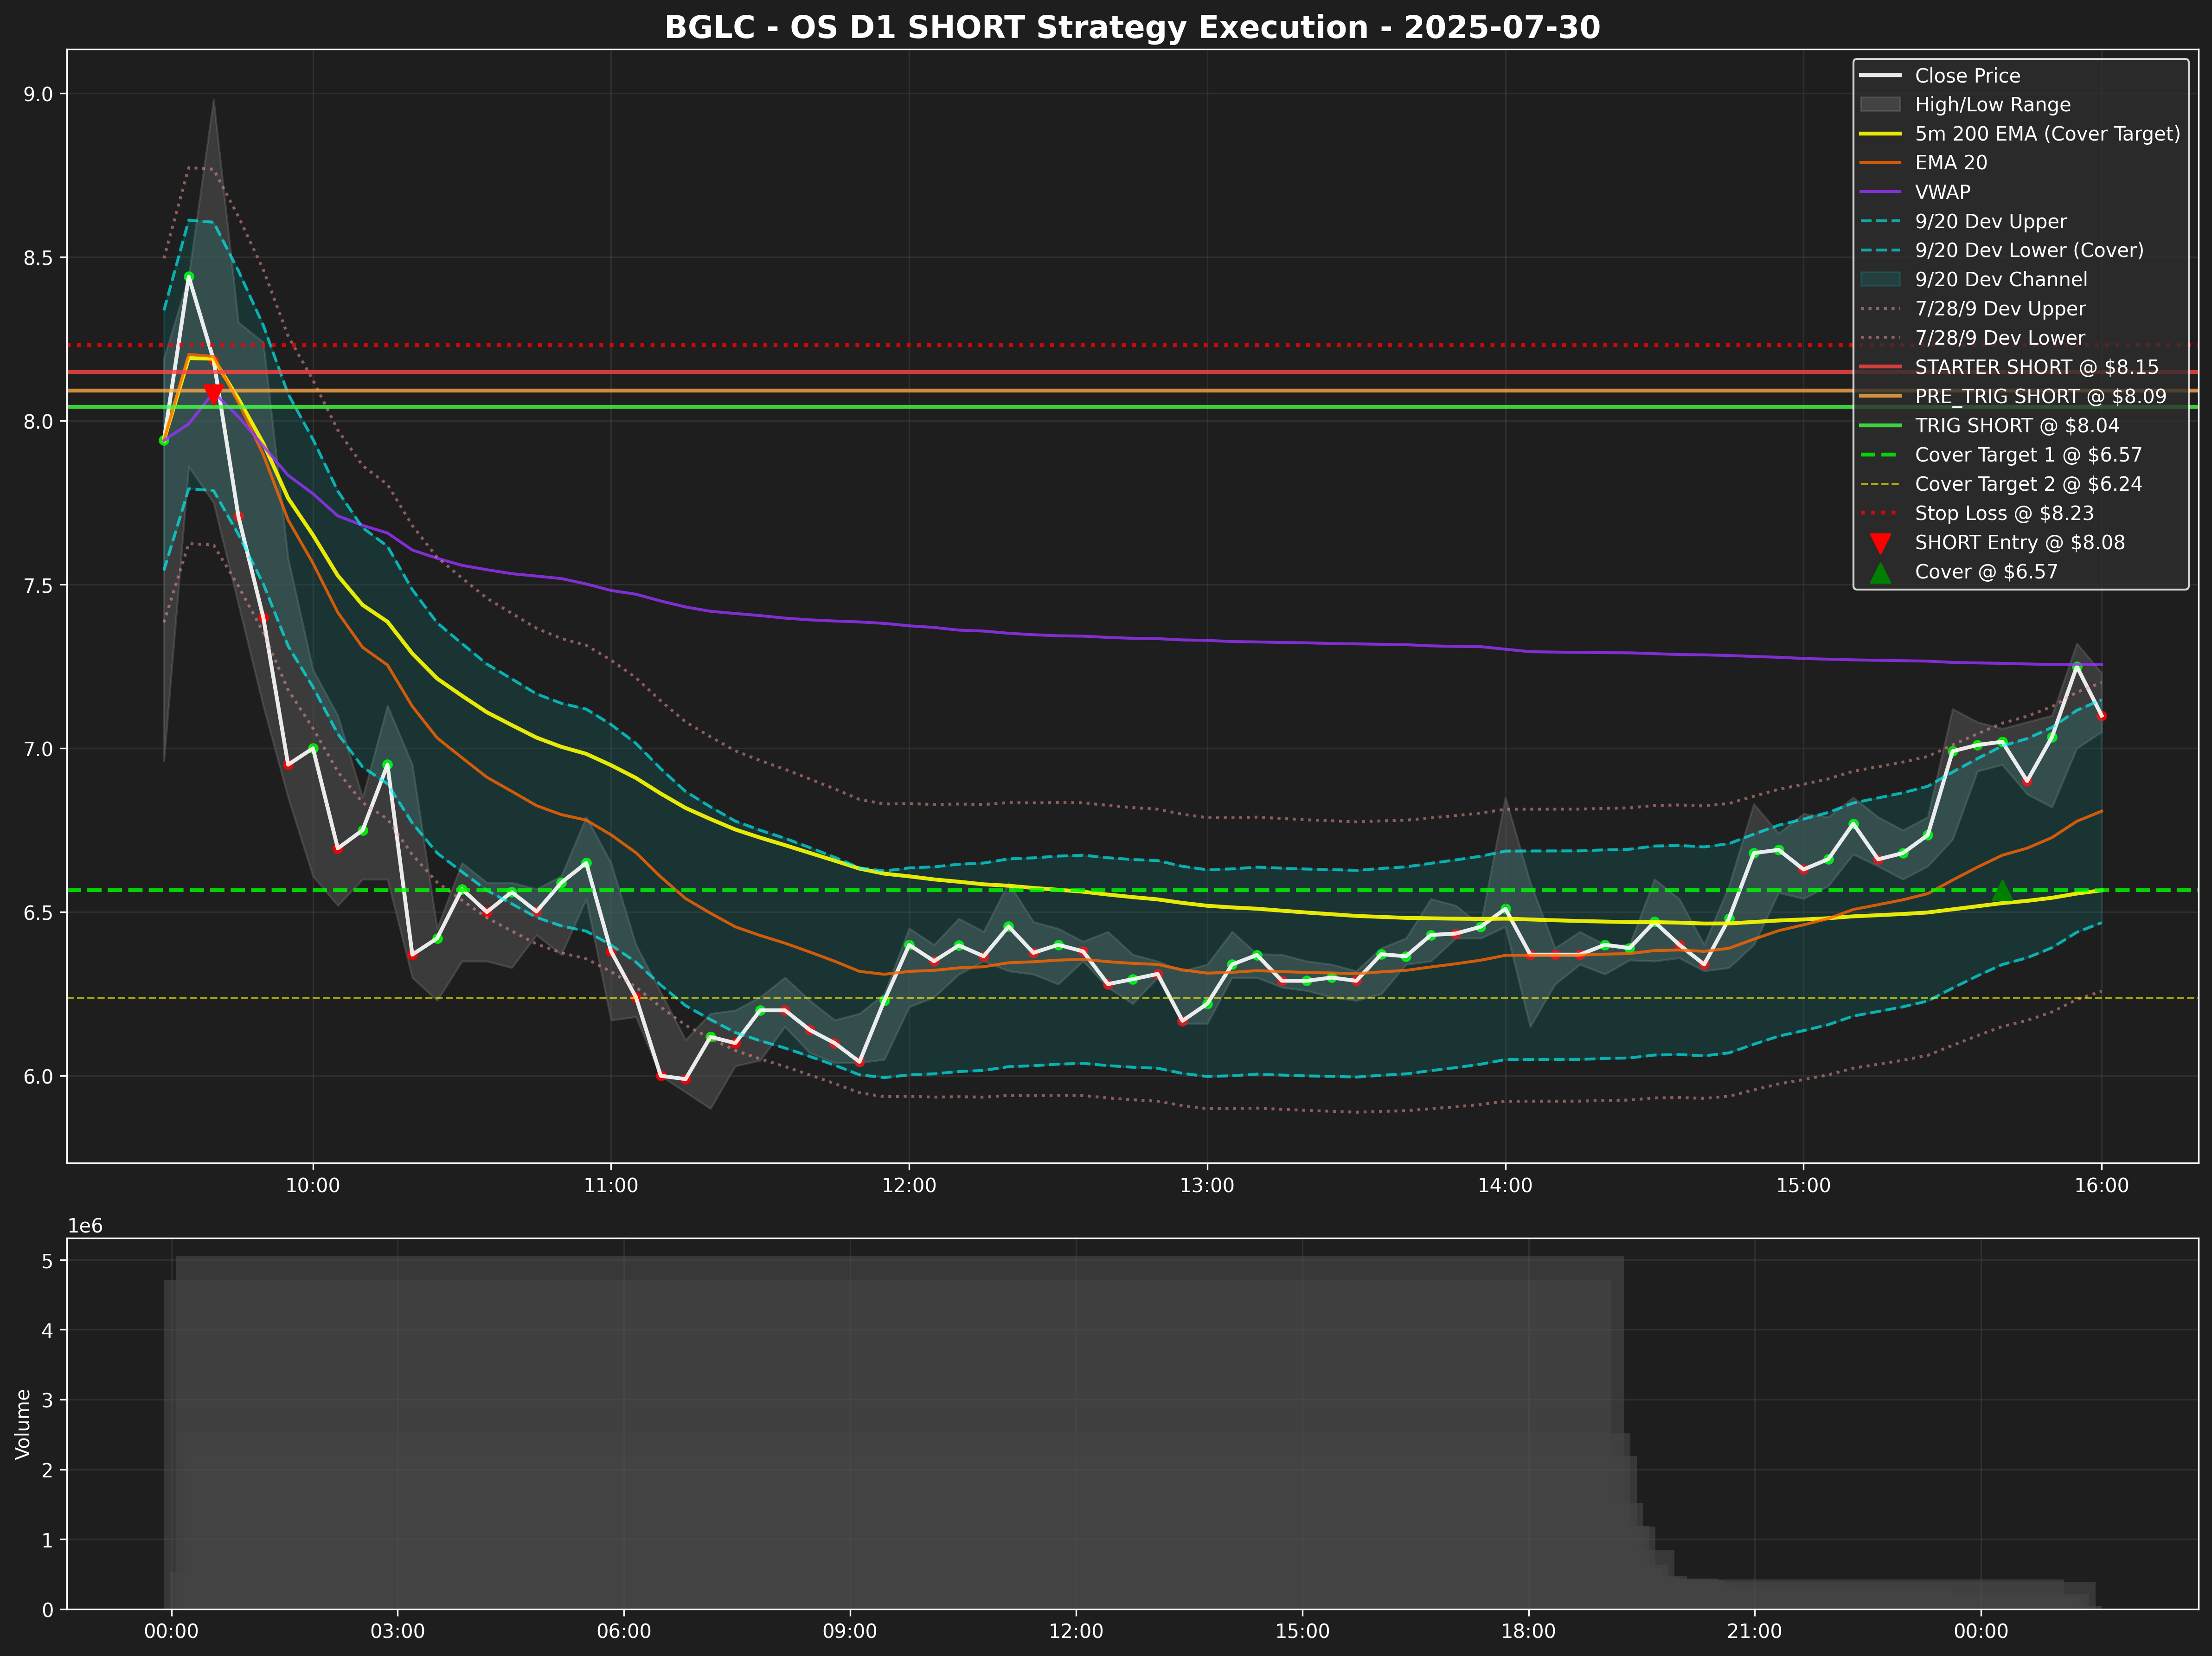 BGLC - OS D1 SHORT Strategy Execution - 2025-07-30
Close Price
High/Low Range
5m 200 EMA (Cover Target)
EMA 20
VWAP
9/20 Dev Upper
9/20 Dev Lower (Cover)
9/20 Dev Channel
7/28/9 Dev Upper
7/28/9 Dev Lower
STARTER SHORT @ $8.15
PRE_TRIG SHORT @ $8.09
TRIG SHORT @ $8.04
Cover Target 1 @ $6.57
Cover Target 2 @ $6.24
Stop Loss @ $8.23
SHORT Entry @ $8.08
Cover @ $6.57
9.0
8.5
8.0
7.5
7.0
6.5
6.0
10:00 11:00 12:00 13:00 14:00 15:00 16:00
1e6
5
4
3
2
1
0
Volume
00:00 03:00 06:00 09:00 12:00 15:00 18:00 21:00 00:00